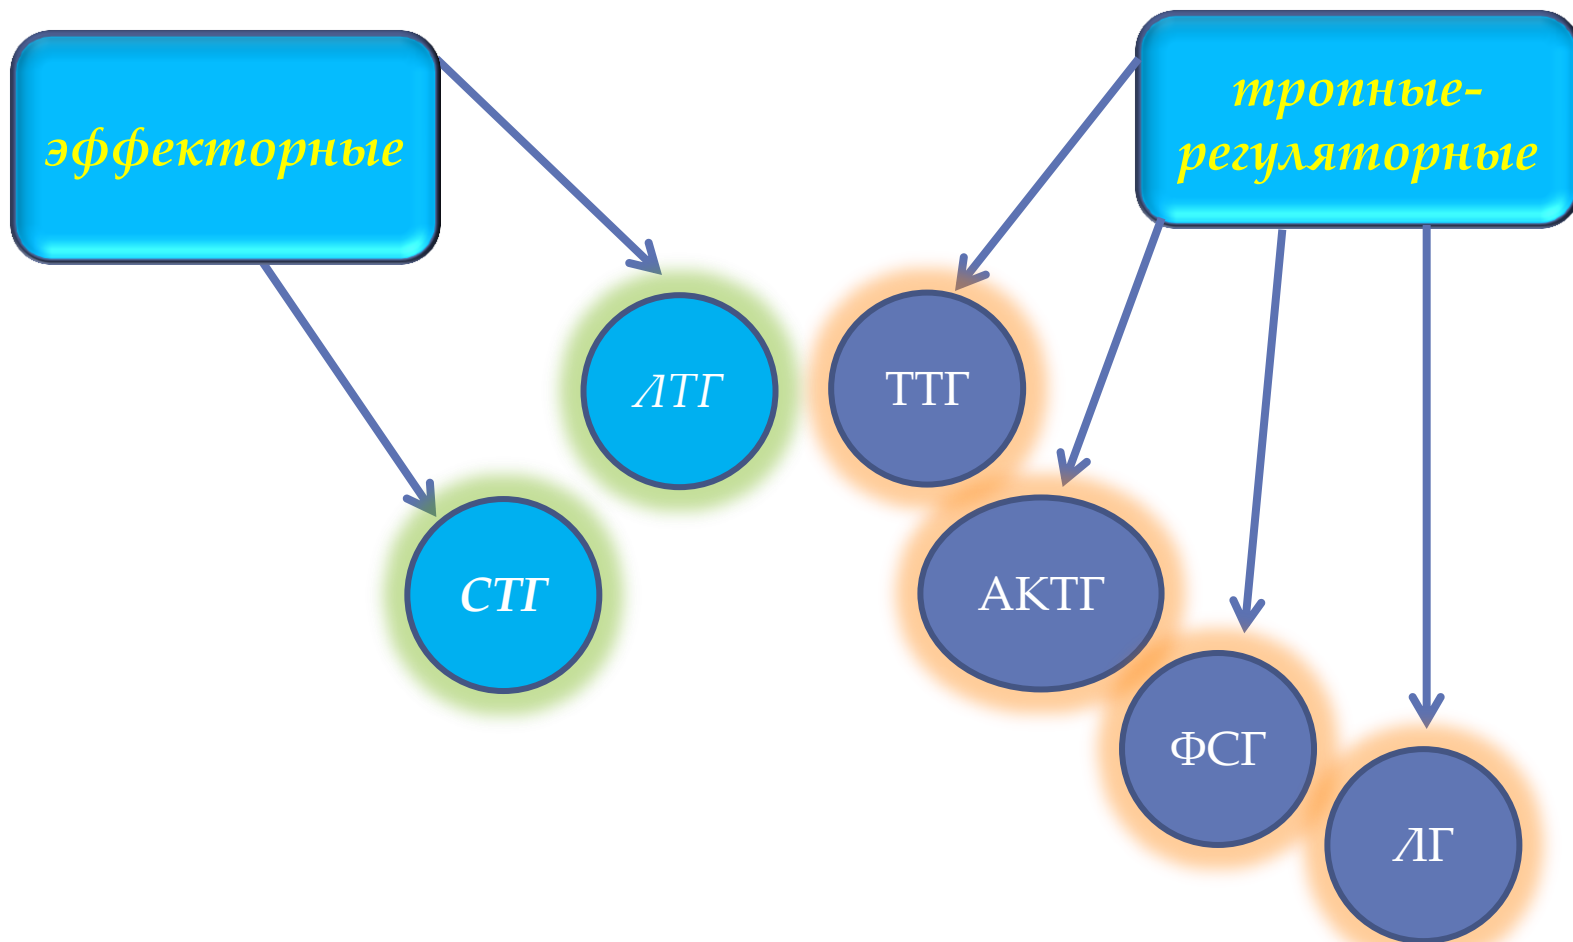 эффекторные
тропные-
регуляторные
ЛТГ
ТТГ
СТГ
АКТГ
ФСГ
ЛГ